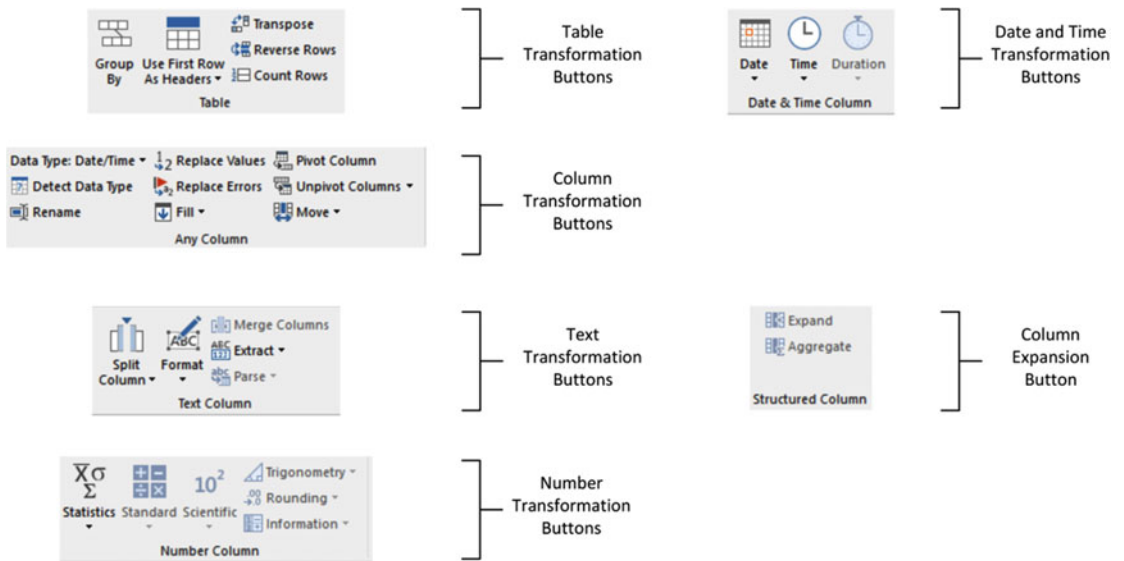 Group By
Use First Row As Headers
Transpose
Reverse Rows
Count Rows
Table
Table
Transformation
Buttons
Date
Time
Duration
Date & Time Column
Date and Time
Transformation
Buttons
Data Type: Date/Time
Replace Values
Pivot Column
Detect Data Type
Replace Errors
Unpivot Columns
Rename
Fill
Move
Any Column
Column
Transformation
Buttons
Split
Column
Format
Merge Columns
Extract
Parse
Text Column
Text
Transformation
Buttons
Expand
Aggregate
Structured Column
Column
Expansion
Button
Statistics
Standard
Scientific
Trigonometry
Rounding
Information
Number Column
Number
Transformation
Buttons